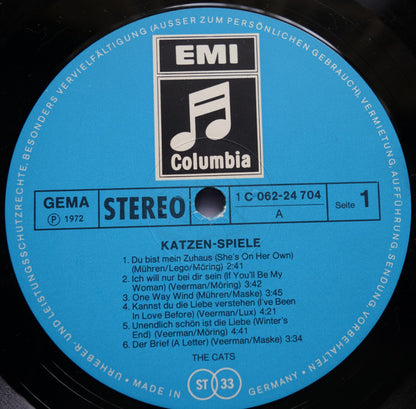 URHEBER- UND LEISTUNGSSCHUTZRECHTE, BESONDERS VERVIELFÄLTIGUNG (AUSSER ZUM PERSÖNLICHEN GEBRAUCH), VERMIETUNG, AUFFÜHRUNG, SENDUNG VORBEHALTEN
EMI
Columbia
GEMA
℗ 1972
STEREO
1 C 062-24 704
A
Seite 1
KATZEN-SPIELE
1. Du bist mein Zuhaus (She's On Her Own)
(Mühren/Lego/Möring) 2:41
2. Ich will nur bei dir sein (If You'll Be My
Woman) (Veerman/Möring) 3:42
3. One Way Wind (Mühren/Maske) 3:45
4. Kannst du die Liebe verstehen (I've Been
In Love Before) (Veerman/Lux) 4:21
5. Unendlich schön ist die Liebe (Winter's
End) (Veerman/Möring) 4:28
6. Der Brief (A Letter) (Veerman/Maske) 3:34
THE CATS
MADE IN GERMANY
ST 33